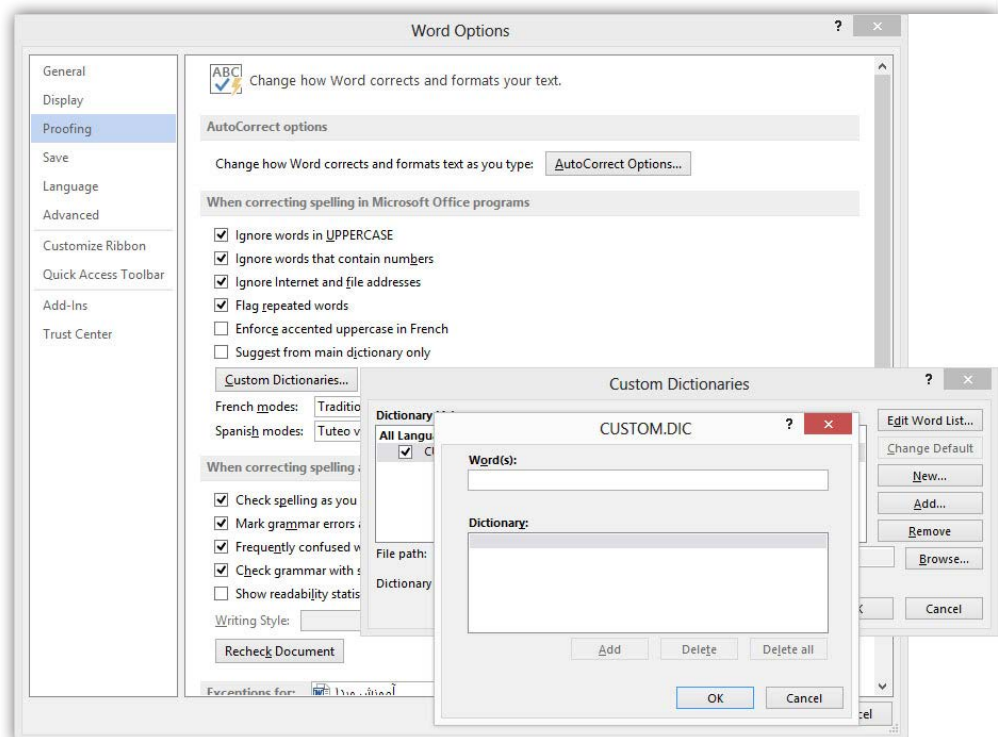 Word Options
?
General
Display
Proofing
Save
Language
Advanced
Customize Ribbon
Quick Access Toolbar
Add-Ins
Trust Center
ABC
Change how Word corrects and formats your text.
AutoCorrect options
Change how Word corrects and formats text as you type: AutoCorrect Options...
When correcting spelling in Microsoft Office programs
Ignore words in UPPERCASE
Ignore words that contain numbers
Ignore Internet and file addresses
Flag repeated words
Enforce accented uppercase in French
Suggest from main dictionary only
Custom Dictionaries...
French modes: Traditio
Spanish modes: Tuteo v
When correcting spelling
Check spelling as you
Mark grammar errors
Frequently confused w
Check grammar with s
Show readability statis
Writing Style:
Recheck Document
Exceptions for:
Custom Dictionaries
?
Dictionary
All Langua
File path:
Dictionary
Edit Word List...
Change Default
New...
Add...
Remove
Browse...
Cancel
CUSTOM.DIC
?
Word(s):
Dictionary:
Add Delete Delete all
OK Cancel
cel